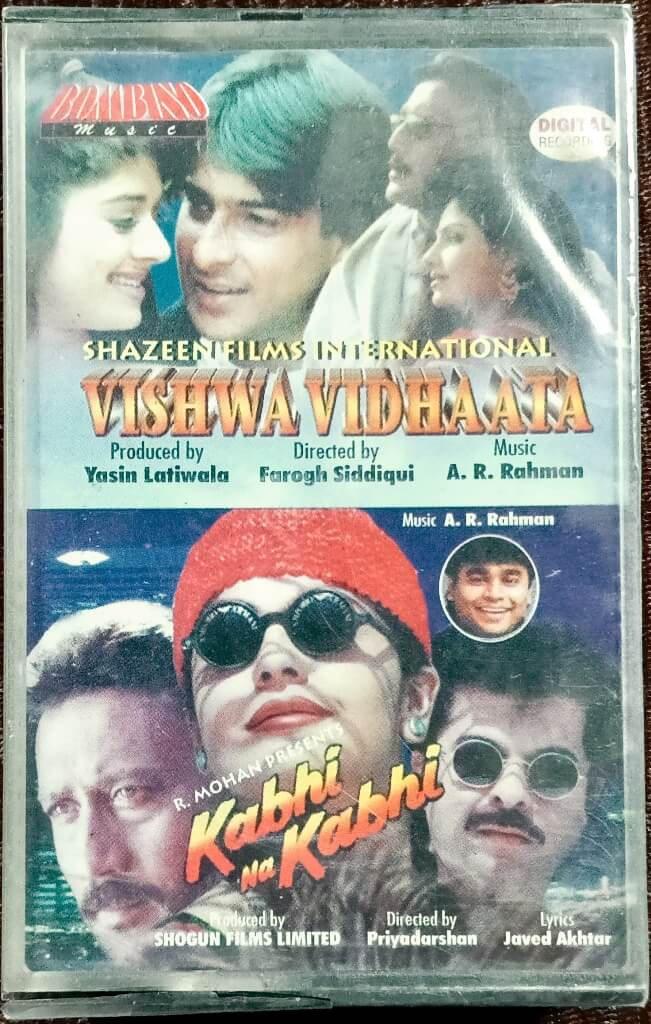 BOMBINO
Music
DIGITAL
RECORDINGS
SHAZEEN FILMS INTERNATIONAL
VISHWA VIDHAATA
Produced by Directed by Music
Yasin Latiwala Farogh Siddiqui A. R. Rahman
Music A. R. Rahman
R. MOHAN PRESENTS
Kabhi
Na Kabhi
Produced by Directed by Lyrics
SHOGUN FILMS LIMITED Priyadarshan Javed Akhtar